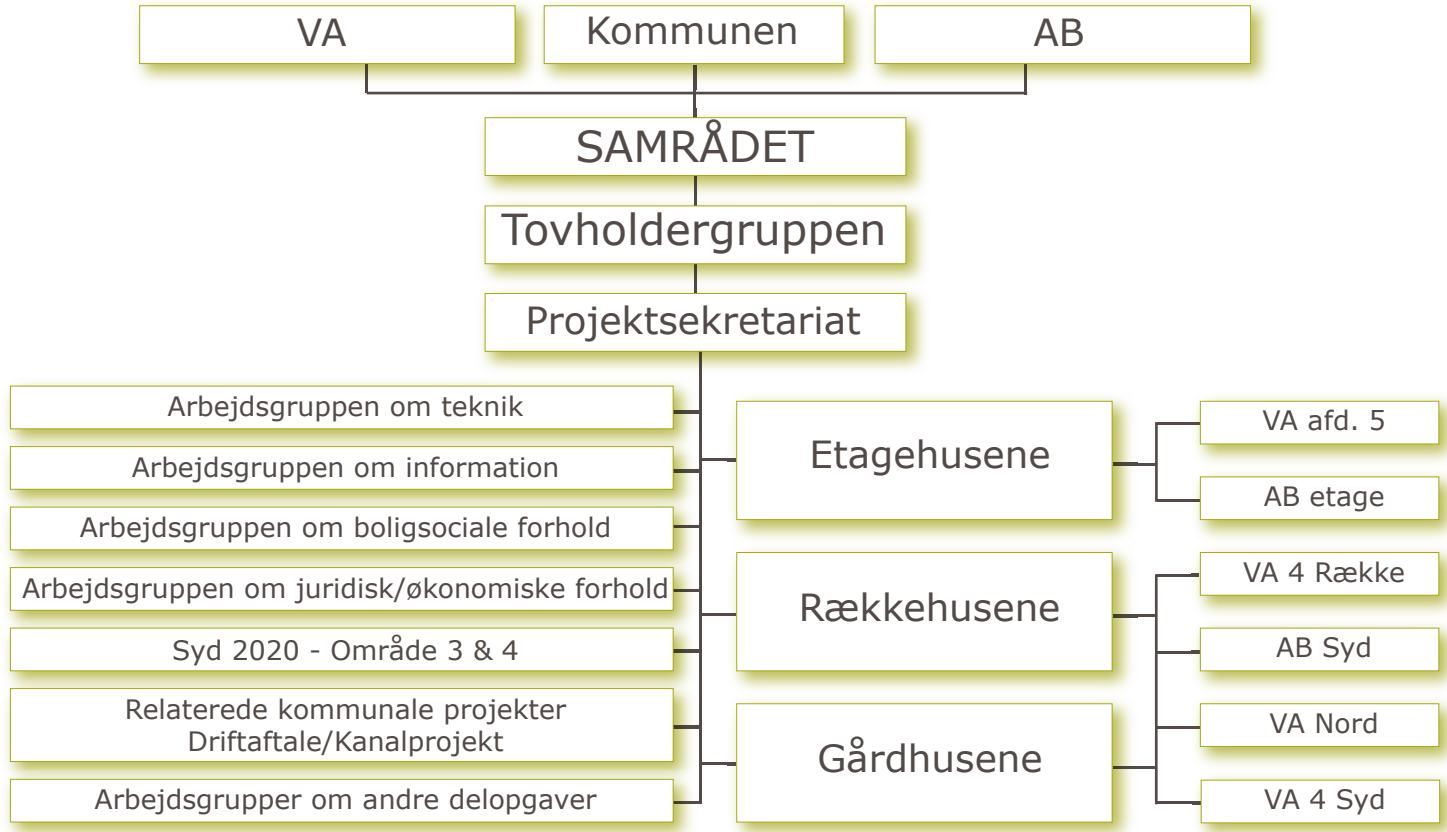 VA
Kommunen
AB
SAMRÅDET
Tovholdergruppen
Projektsekretariat
Arbejdsgruppen om teknik
Arbejdsgruppen om information
Arbejdsgruppen om boligsociale forhold
Arbejdsgruppen om juridisk/økonomiske forhold
Syd 2020 - Område 3 & 4
Relaterede kommunale projekter
Driftaftale/Kanalprojekt
Arbejdsgrupper om andre delopgaver
Etagehusene
Rækkehusene
Gårdhusene
VA afd. 5
AB etage
VA 4 Række
AB Syd
VA Nord
VA 4 Syd